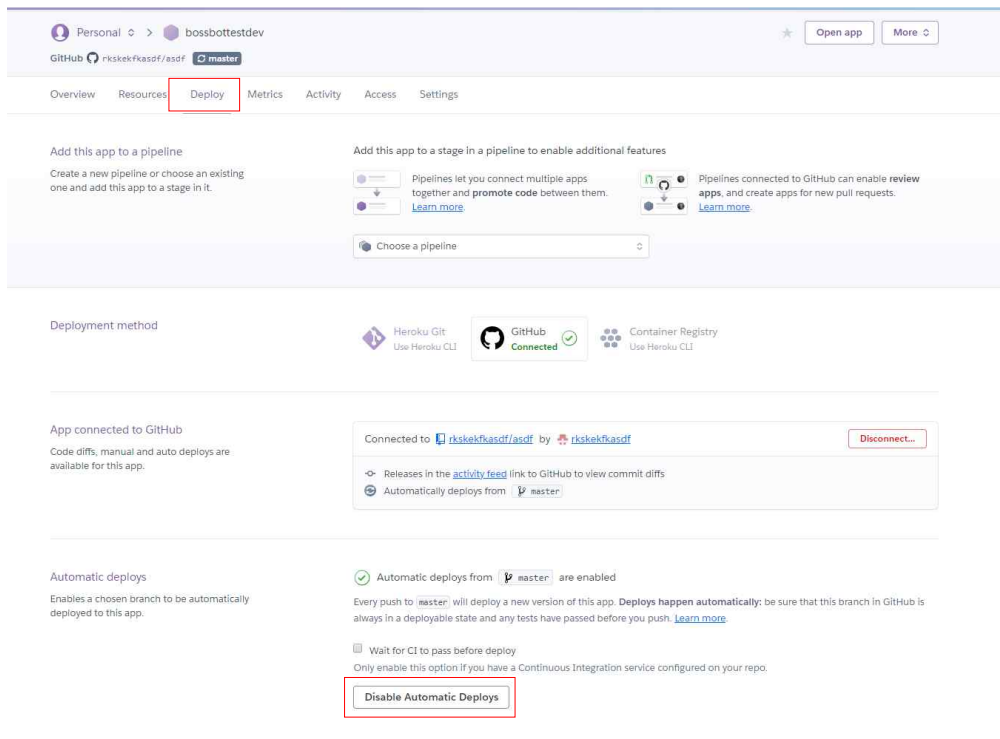 Personal > bossbottestdev
Open app
More
GitHub rkskekfkasdf/asdf master
Overview Resources Deploy Metrics Activity Access Settings
Add this app to a pipeline
Create a new pipeline or choose an existing
one and add this app to a stage in it.
Add this app to a stage in a pipeline to enable additional features
Pipelines let you connect multiple apps
together and promote code between them.
Learn more.
Pipelines connected to GitHub can enable review
apps, and create apps for new pull requests.
Learn more.
Choose a pipeline
Deployment method
Heroku Git
Use Heroku CLI
GitHub
Connected
Container Registry
Use Heroku CLI
App connected to GitHub
Code diffs, manual and auto deploys are
available for this app.
Connected to rkskekfkasdf/asdf by rkskekfkasdf
Disconnect...
Releases in the activity feed link to GitHub to view commit diffs
Automatically deploys from master
Automatic deploys
Enables a chosen branch to be automatically
deployed to this app.
Automatic deploys from master are enabled
Every push to master will deploy a new version of this app. Deploys happen automatically: be sure that this branch in GitHub is
always in a deployable state and any tests have passed before you push. Learn more.
Wait for CI to pass before deploy
Only enable this option if you have a Continuous Integration service configured on your repo.
Disable Automatic Deploys